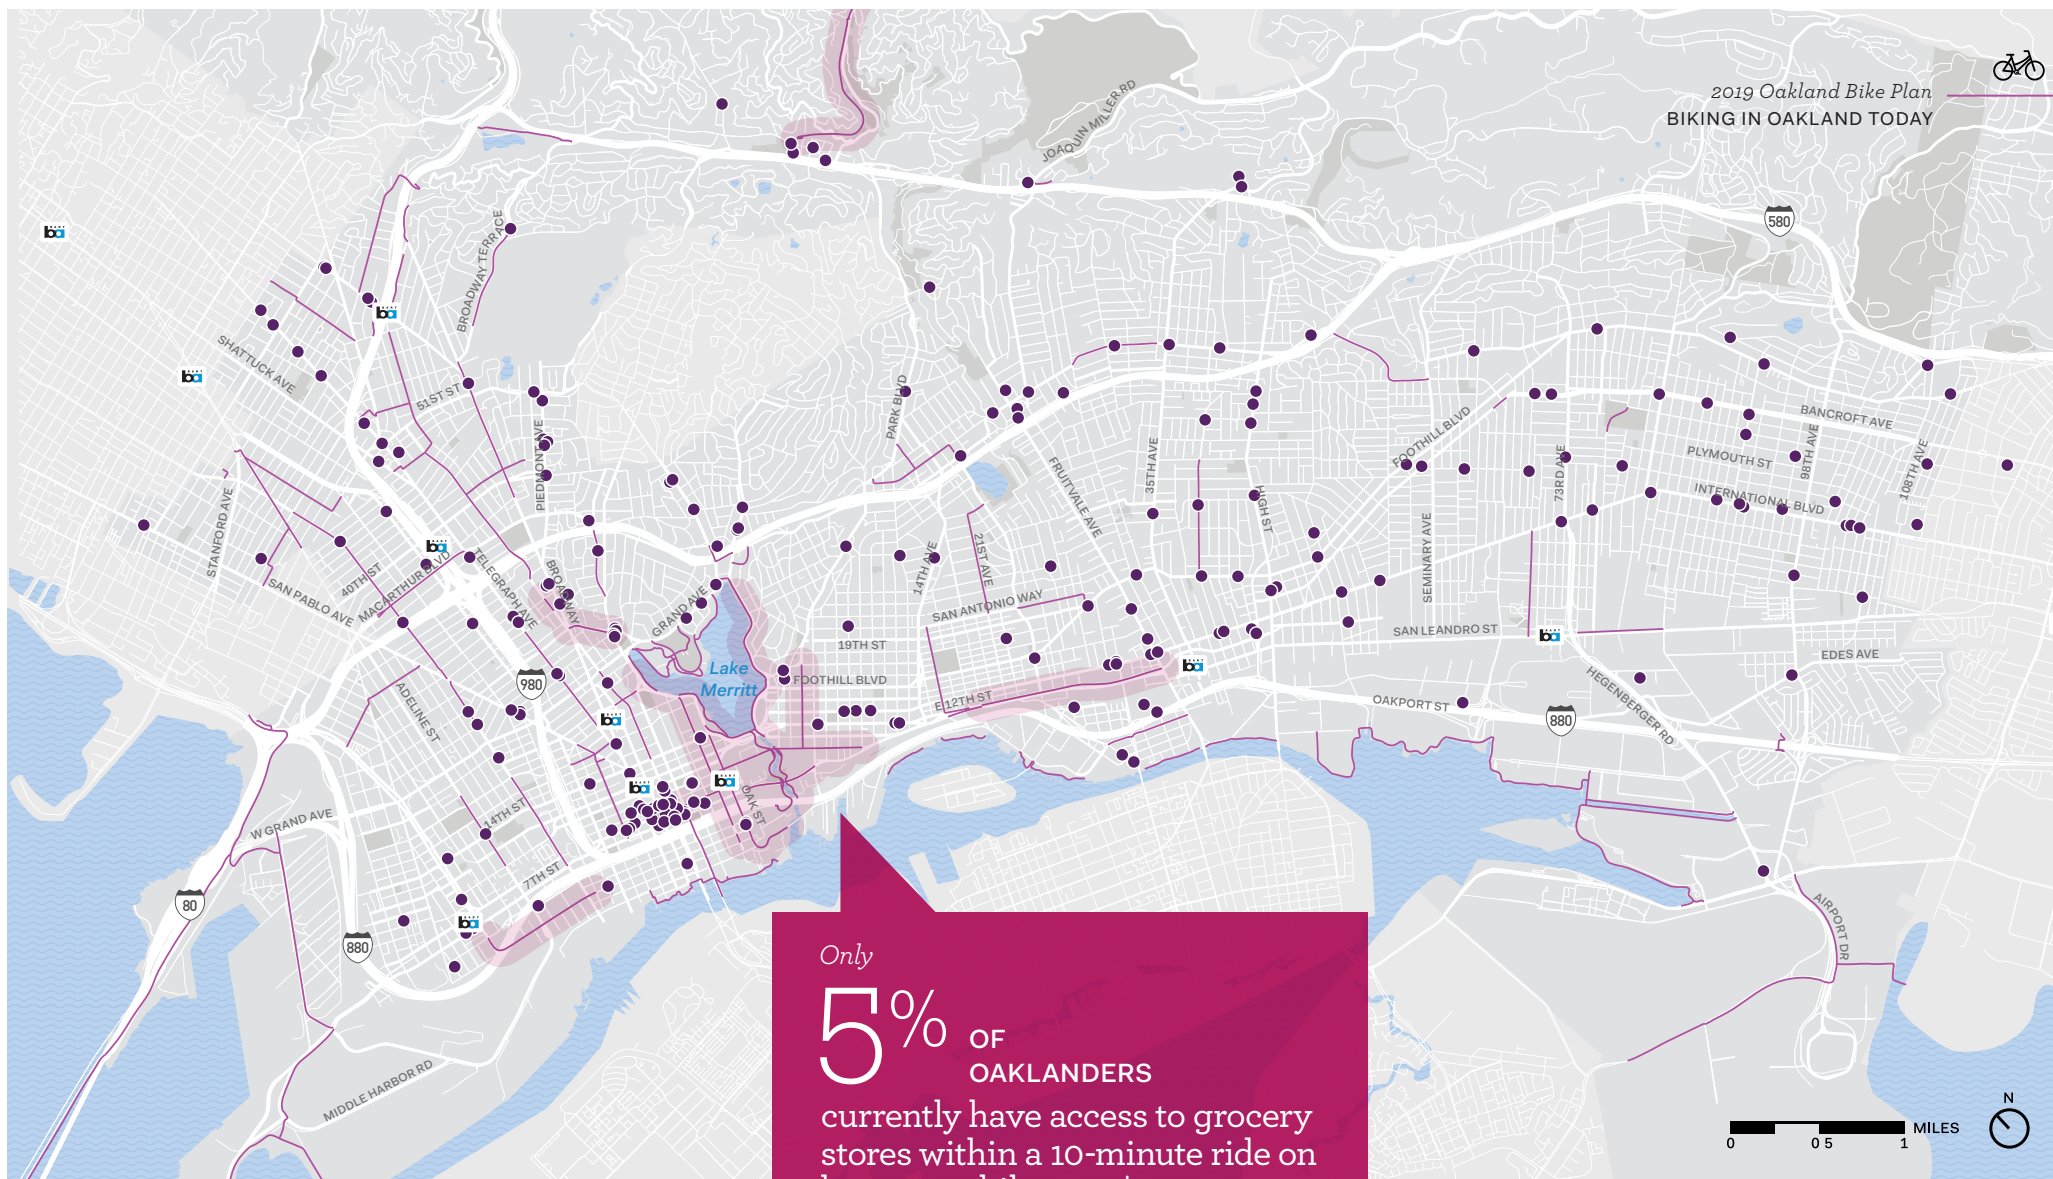 2019 Oakland Bike Plan
BIKING IN OAKLAND TODAY
JOAQUIN MILLER RD
580
BROADWAY TERRACE
SHATTUCK AVE
51ST ST
PIEDMONT AVE
PARK BLVD
FRUITVALE AVE
35TH AVE
HIGH ST
FOOTHILL BLVD
73RD AVE
BANCROFT AVE
PLYMOUTH ST
98TH AVE
108TH AVE
INTERNATIONAL BLVD
STANFORD AVE
SAN PABLO AVE
40TH ST
MACARTHUR BLVD
TELEGRAPH AVE
BROADWAY
GRAND AVE
14TH AVE
21ST AVE
SAN ANTONIO WAY
SEMINARY AVE
SAN LEANDRO ST
EDES AVE
19TH ST
FOOTHILL BLVD
Lake
Merritt
980
ADELINE ST
E 12TH ST
OAKPORT ST
880
HEGENBERGER RD
OAK ST
14TH ST
W GRAND AVE
7TH ST
80
880
AIRPORT DR
MIDDLE HARBOR RD
Only
5%
OF
OAKLANDERS
currently have access to grocery
stores within a 10-minute ride on
N
MILES
0 0 5 1